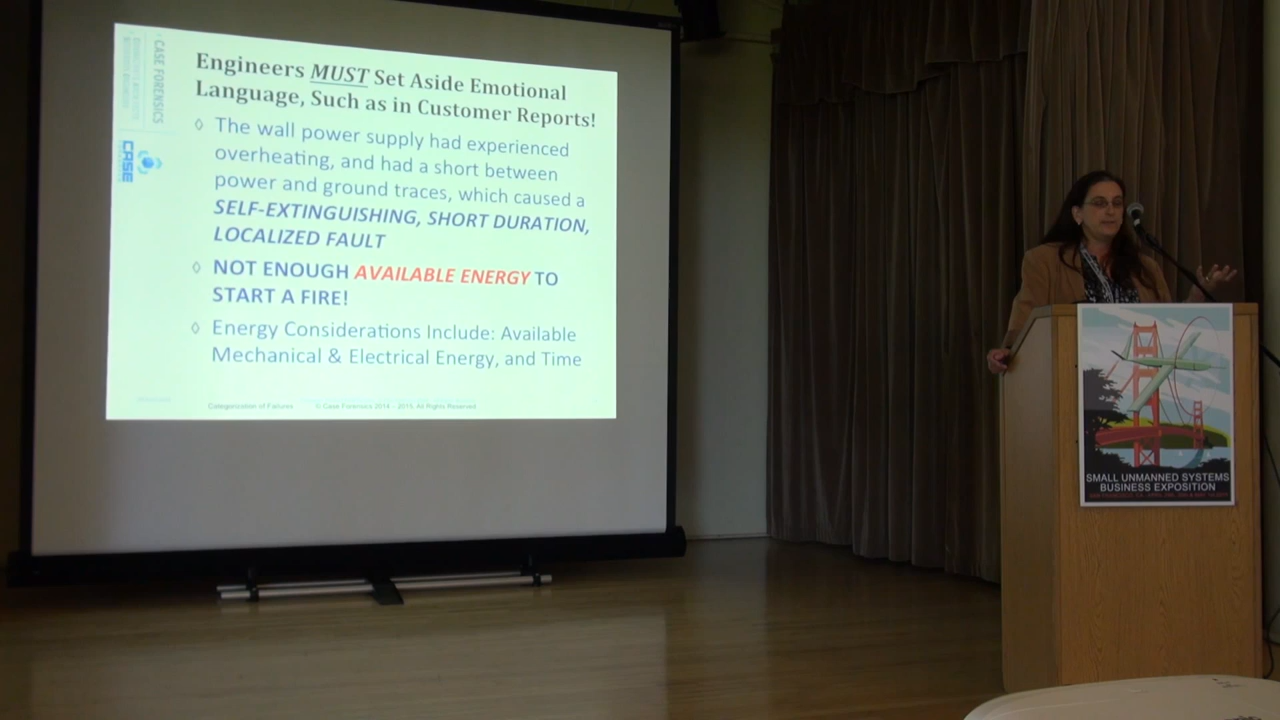 Engineers MUST Set Aside Emotional
Language, Such as in Customer Reports!
◊ The wall power supply had experienced
overheating, and had a short between
power and ground traces, which caused a
SELF-EXTINGUISHING, SHORT DURATION,
LOCALIZED FAULT
◊ NOT ENOUGH AVAILABLE ENERGY TO
START A FIRE!
◊ Energy Considerations Include: Available
Mechanical & Electrical Energy, and Time
Categorization of Failures © Case Forensics 2014 - 2015, All Rights Reserved
CASE FORENSICS
CASE
SMALL UNMANNED SYSTEMS
BUSINESS EXPOSITION